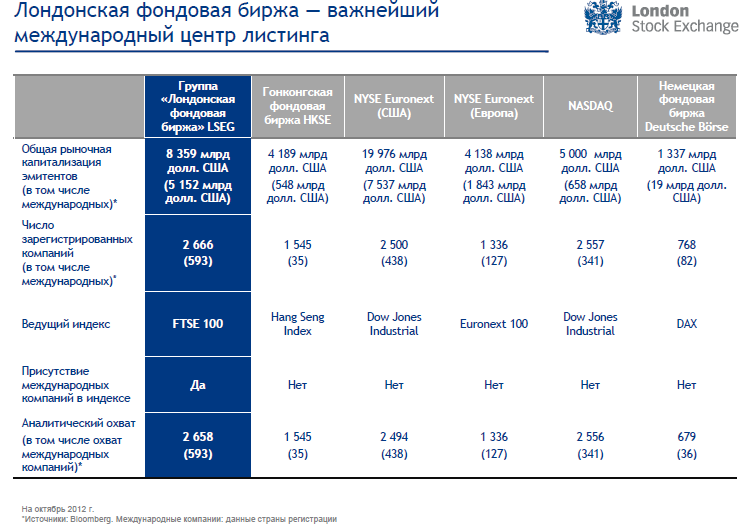 Лондонская фондовая биржа — важнейший
международный центр листинга
London
Stock Exchange
Группа
«Лондонская
фондовая
биржа» LSEG
Гонконгская
фондовая
биржа HKSE
NYSE Euronext
(США)
NYSE Euronext
(Европа)
NASDAQ
Немецкая
фондовая
биржа
Deutsche Börse
Общая рыночная
капитализация
эмитентов
(в том числе
международных)*
8 359 млрд
долл. США
(5 152 млрд
долл. США)
4 189 млрд
долл. США
(548 млрд
долл. США)
19 976 млрд
долл. США
(7 537 млрд
долл. США)
4 138 млрд
долл. США
(1 843 млрд
долл. США)
5 000 млрд
долл. США
(658 млрд
долл. США)
1 337 млрд
долл. США
(19 млрд долл.
США)
Число
зарегистрированных
компаний
(в том числе
международных)*
2 666
(593)
1 545
(35)
2 500
(438)
1 336
(127)
2 557
(341)
768
(82)
Ведущий индекс
FTSE 100
Hang Seng
Index
Dow Jones
Industrial
Euronext 100
Dow Jones
Industrial
DAX
Присутствие
международных
компаний в индексе
Да
Нет
Нет
Нет
Нет
Нет
Аналитический охват
(в том числе охват
международных
компаний)*
2 658
(593)
1 545
(35)
2 494
(438)
1 336
(127)
2 556
(341)
679
(36)
На октябрь 2012 г.
*Источники: Bloomberg. Международные компании: данные страны регистрации